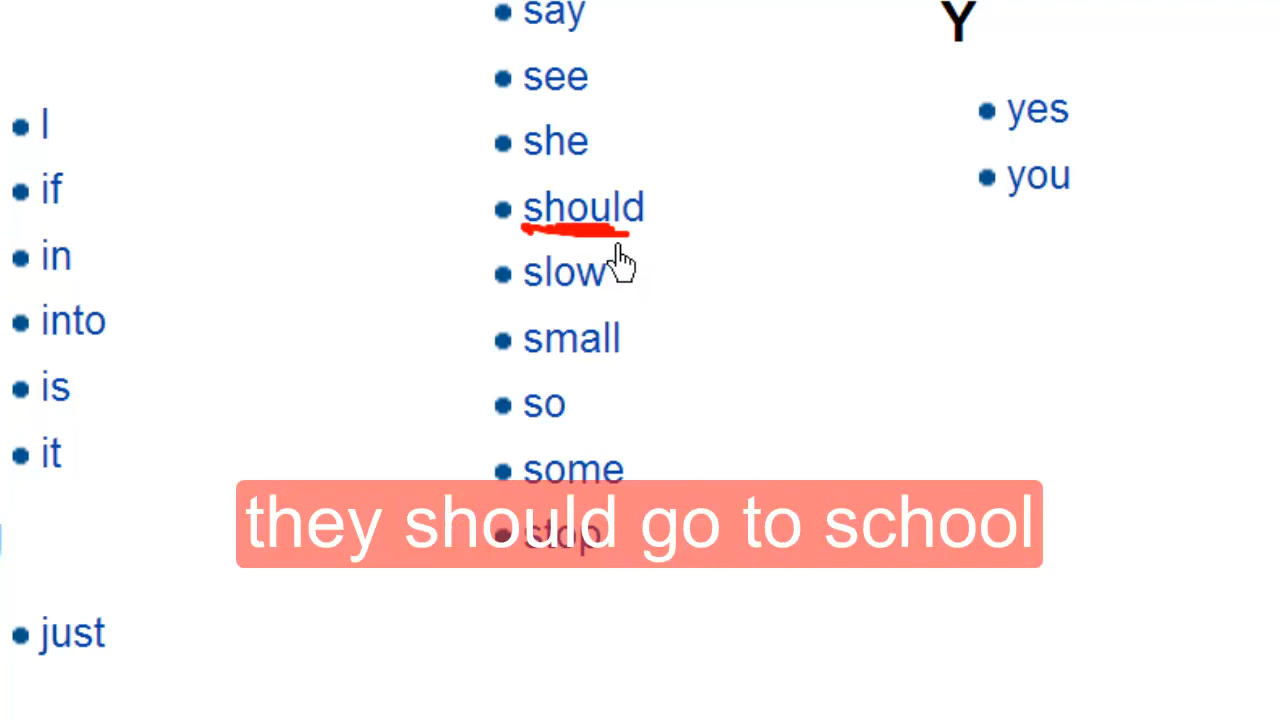 I
if
in
into
is
it
just
say
see
she
should
slow
small
so
some
stop
Y
yes
you
they should go to school